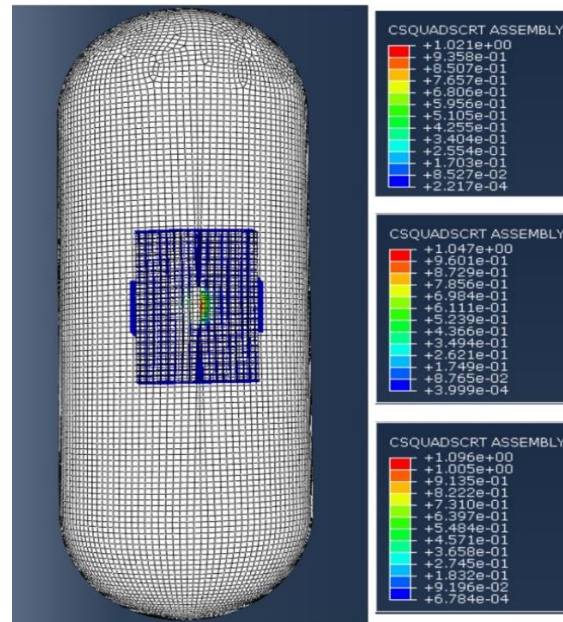 CSQUADSCRT ASSEMBLY
+1.021e+00
+9.358e-01
+8.507e-01
+7.657e-01
+6.806e-01
+5.956e-01
+5.105e-01
+4.255e-01
+3.404e-01
+2.554e-01
+1.703e-01
+8.527e-02
+2.217e-04
CSQUADSCRT ASSEMBLY
+1.047e+00
+9.601e-01
+8.729e-01
+7.856e-01
+6.984e-01
+6.111e-01
+5.239e-01
+4.366e-01
+3.494e-01
+2.621e-01
+1.749e-01
+8.765e-02
+3.999e-04
CSQUADSCRT ASSEMBLY
+1.096e+00
+1.005e+00
+9.135e-01
+8.222e-01
+7.310e-01
+6.397e-01
+5.484e-01
+4.571e-01
+3.658e-01
+2.745e-01
+1.832e-01
+9.196e-02
+6.784e-04